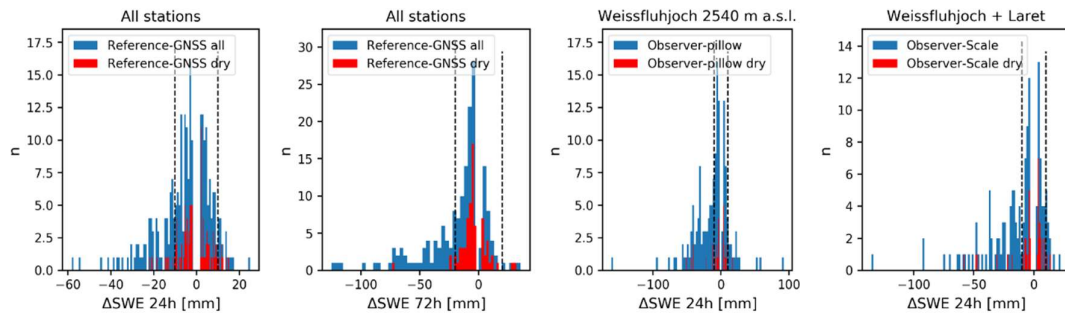 All stations
Reference-GNSS all
Reference-GNSS dry
17.5
15.0
12.5
10.0
7.5
5.0
2.5
0.0
n
−60
−40
−20
0
20
ΔSWE 24h [mm]
All stations
Reference-GNSS all
Reference-GNSS dry
30
25
20
15
10
5
0
n
−100
−50
0
ΔSWE 72h [mm]
Weissfluhjoch 2540 m a.s.l.
Observer-pillow
Observer-pillow dry
17.5
15.0
12.5
10.0
7.5
5.0
2.5
0.0
n
−100
0
100
ΔSWE 24h [mm]
Weissfluhjoch + Laret
Observer-Scale
Observer-Scale dry
14
12
10
8
6
4
2
0
n
−100
0
ΔSWE 24h [mm]